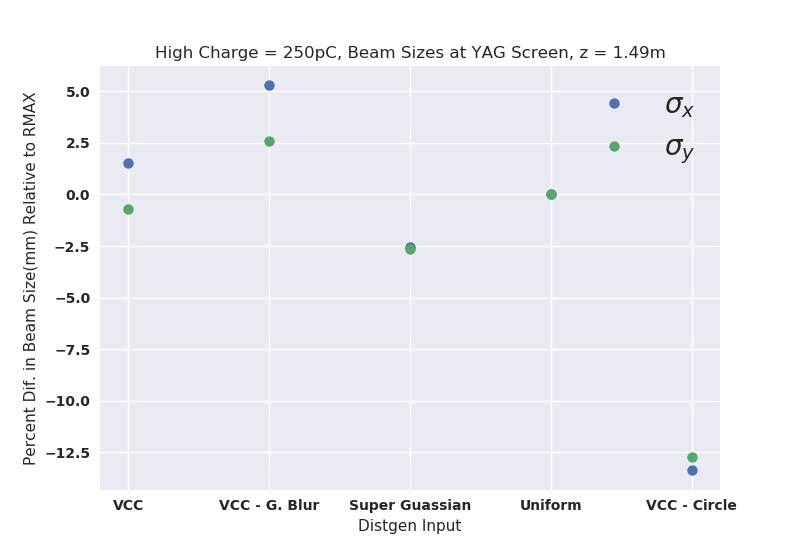 High Charge = 250pC, Beam Sizes at YAG Screen, z = 1.49m
Percent Dif. in Beam Size(mm) Relative to RMAX
5.0
2.5
0.0
−2.5
−5.0
−7.5
−10.0
−12.5
σx
σy
VCC
VCC - G. Blur
Super Guassian
Uniform
VCC - Circle
Distgen Input